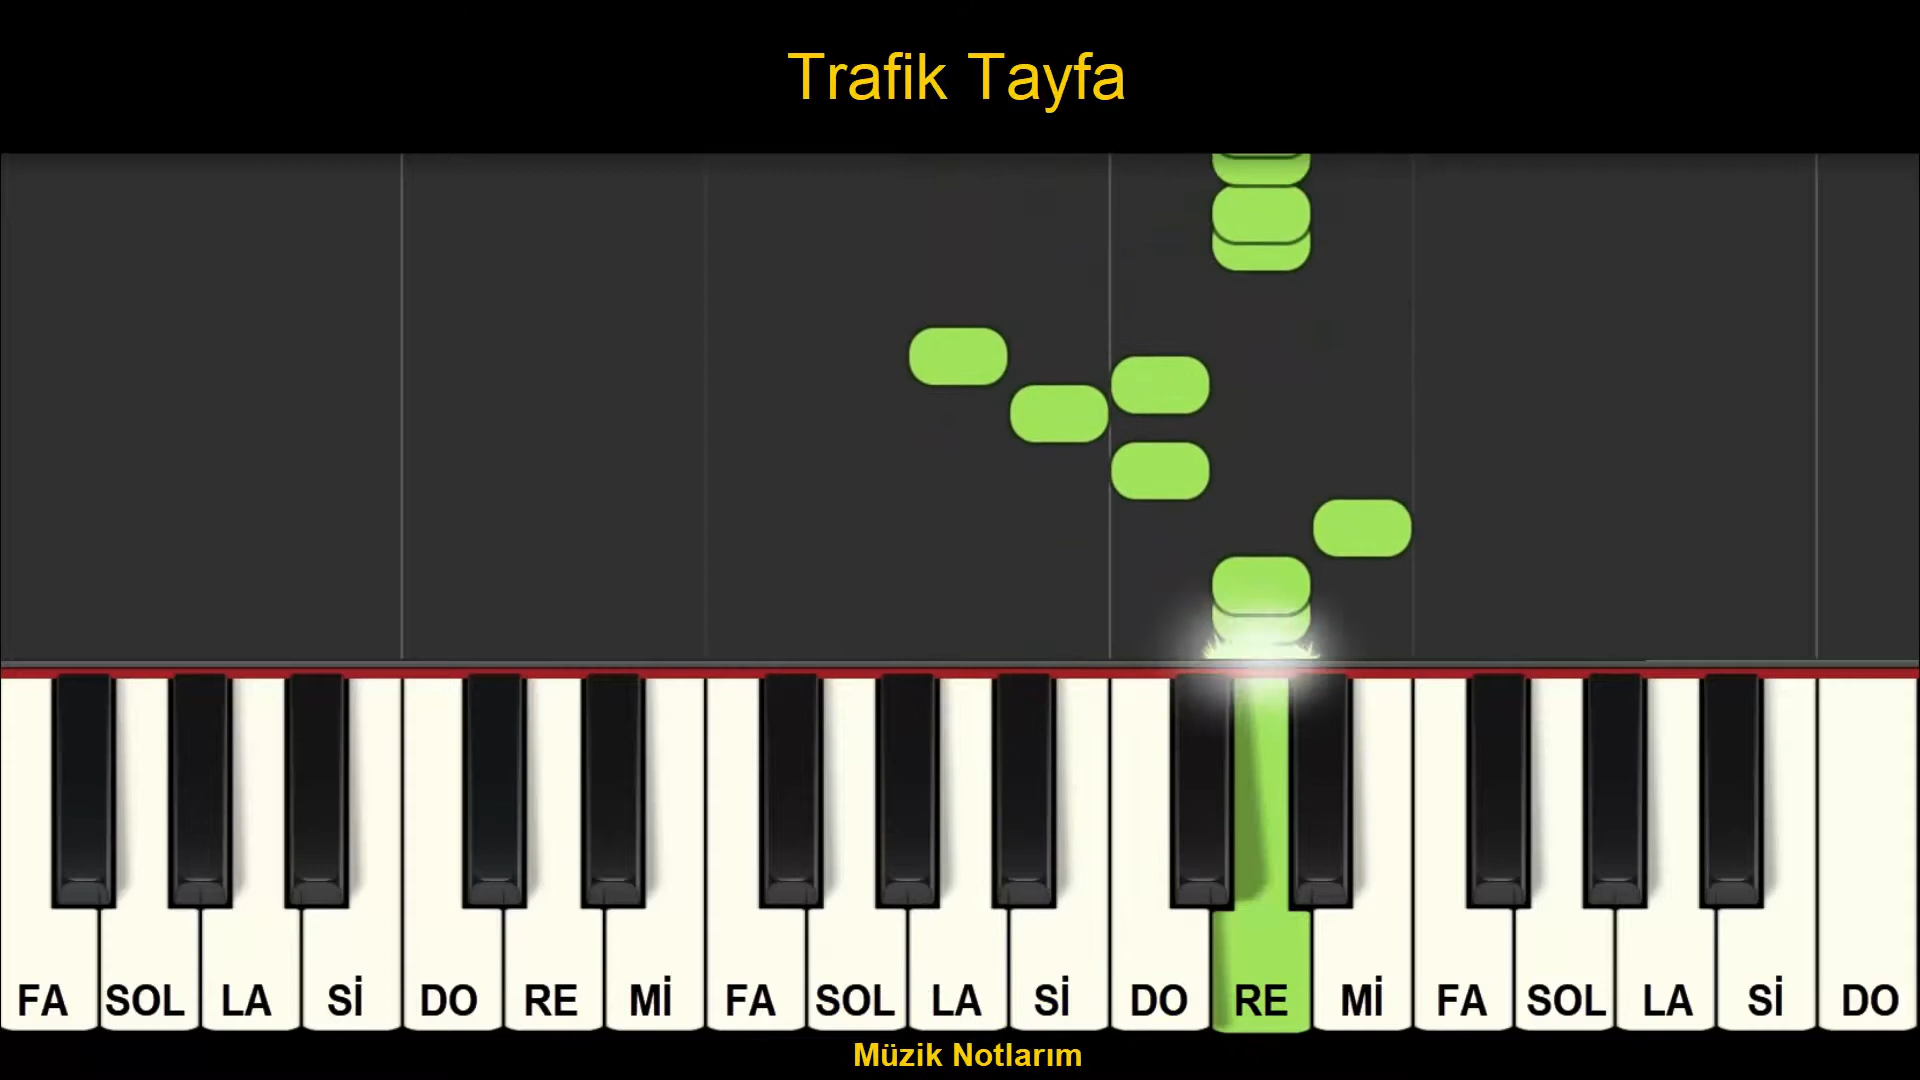 Trafik Tayfa
FA SOL LA Sİ DO RE Mİ FA SOL LA Sİ DO RE Mİ FA SOL LA Sİ DO
Müzik Notlarım